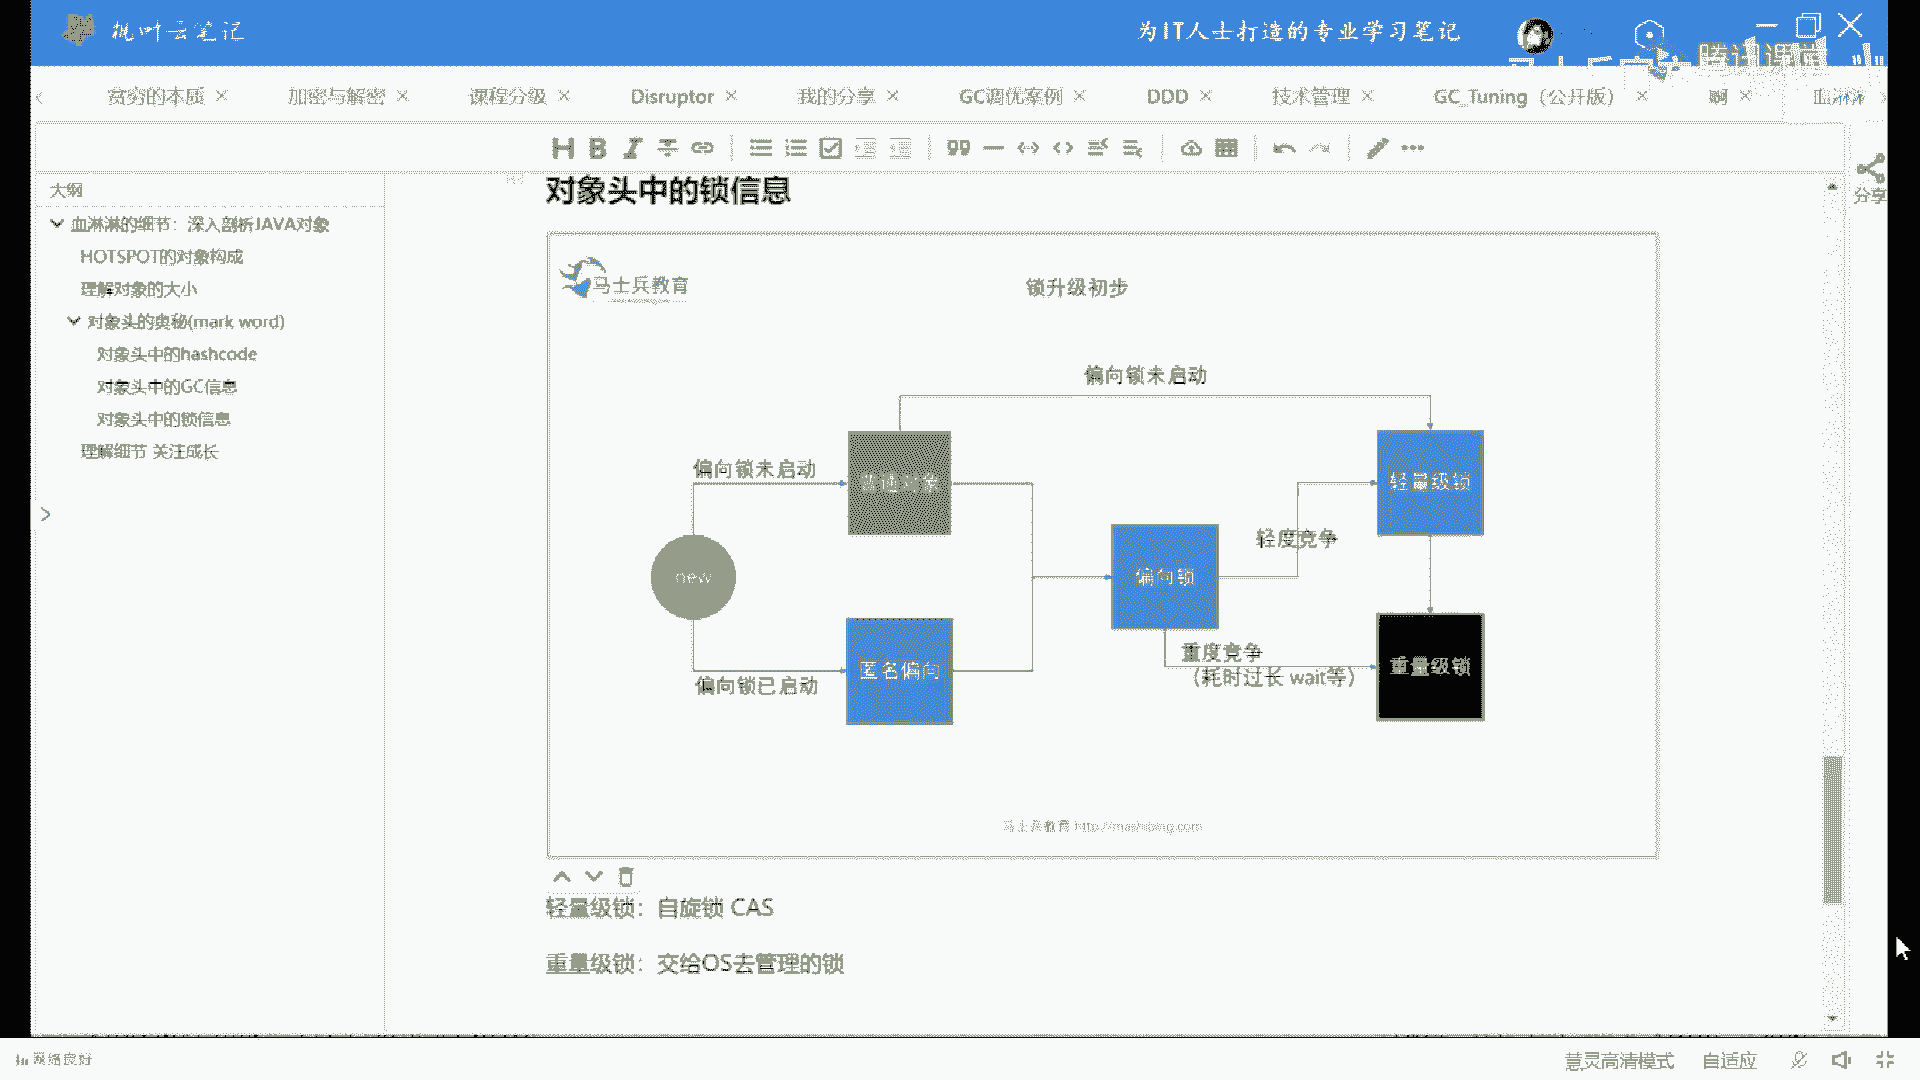 枫叶云笔记
为IT人士打造的专业学习笔记
腾讯课堂
贫穷的本质
加密与解密
课程分级
Disruptor
我的分享
GC调优案例
DDD
技术管理
GC_Tuning（公开版）
分享
大纲
血淋淋的细节：深入剖析JAVA对象
HOTSPOT的对象构成
理解对象的大小
对象头的奥秘(mark word)
对象头中的hashcode
对象头中的GC信息
对象头中的锁信息
理解细节 关注成长
对象头中的锁信息
马士兵教育
锁升级初步
偏向锁未启动
偏向锁未启动
普通对象
轻量级锁
轻度竞争
new
偏向锁
重度竞争
（耗时过长 wait等）
重量级锁
匿名偏向
偏向锁已启动
马士兵教育 http://mashibing.com
轻量级锁：自旋锁 CAS
重量级锁：交给OS去管理的锁
网络良好
慧灵高清模式
自适应